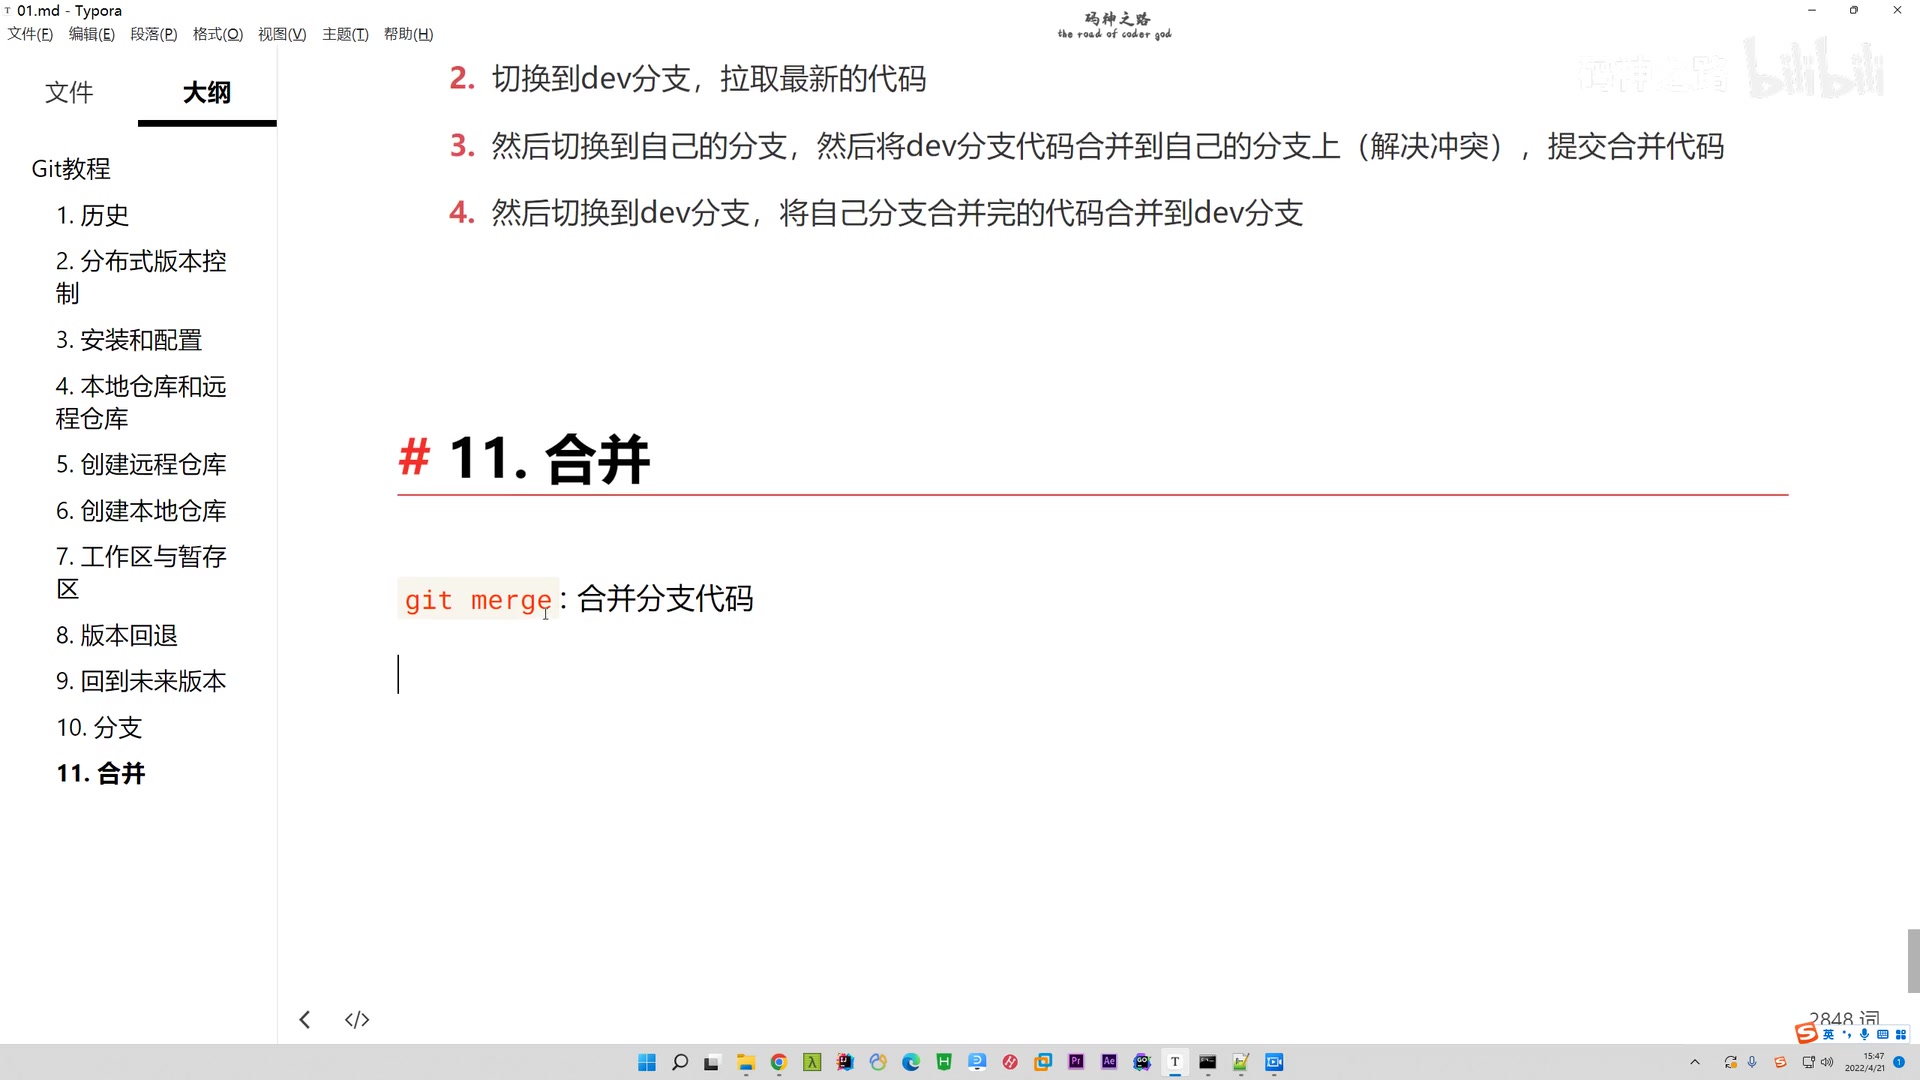 01.md - Typora
文件(F) 编辑(E) 段落(P) 格式(O) 视图(V) 主题(T) 帮助(H)
码神之路
the road of coder god
码神之路 bilibili
文件 大纲
Git教程
1. 历史
2. 分布式版本控
制
3. 安装和配置
4. 本地仓库和远
程仓库
5. 创建远程仓库
6. 创建本地仓库
7. 工作区与暂存
区
8. 版本回退
9. 回到未来版本
10. 分支
11. 合并
2. 切换到dev分支，拉取最新的代码
3. 然后切换到自己的分支，然后将dev分支代码合并到自己的分支上（解决冲突），提交合并代码
4. 然后切换到dev分支，将自己分支合并完的代码合并到dev分支
# 11. 合并
git merge: 合并分支代码
</>
2848 词
英
15:47
2022/4/21